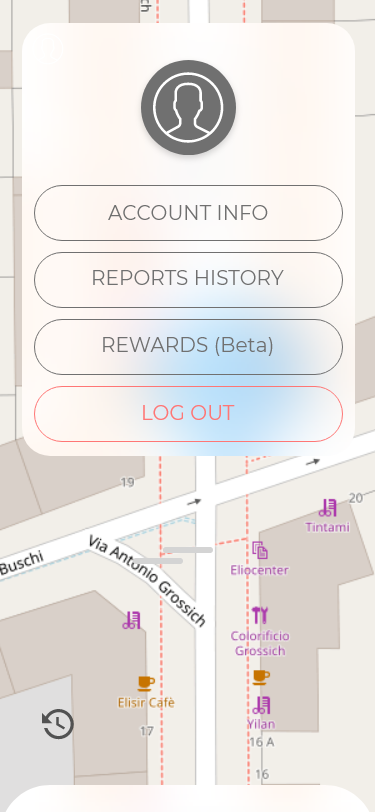 ch
ACCOUNT INFO
REPORTS HISTORY
REWARDS (Beta)
LOG OUT
19
20
Tintami
Buschi
Via Antonio Grossich
Eliocenter
Colorificio
Grossich
Elisir Cafè
Yilan
17
16 A
16